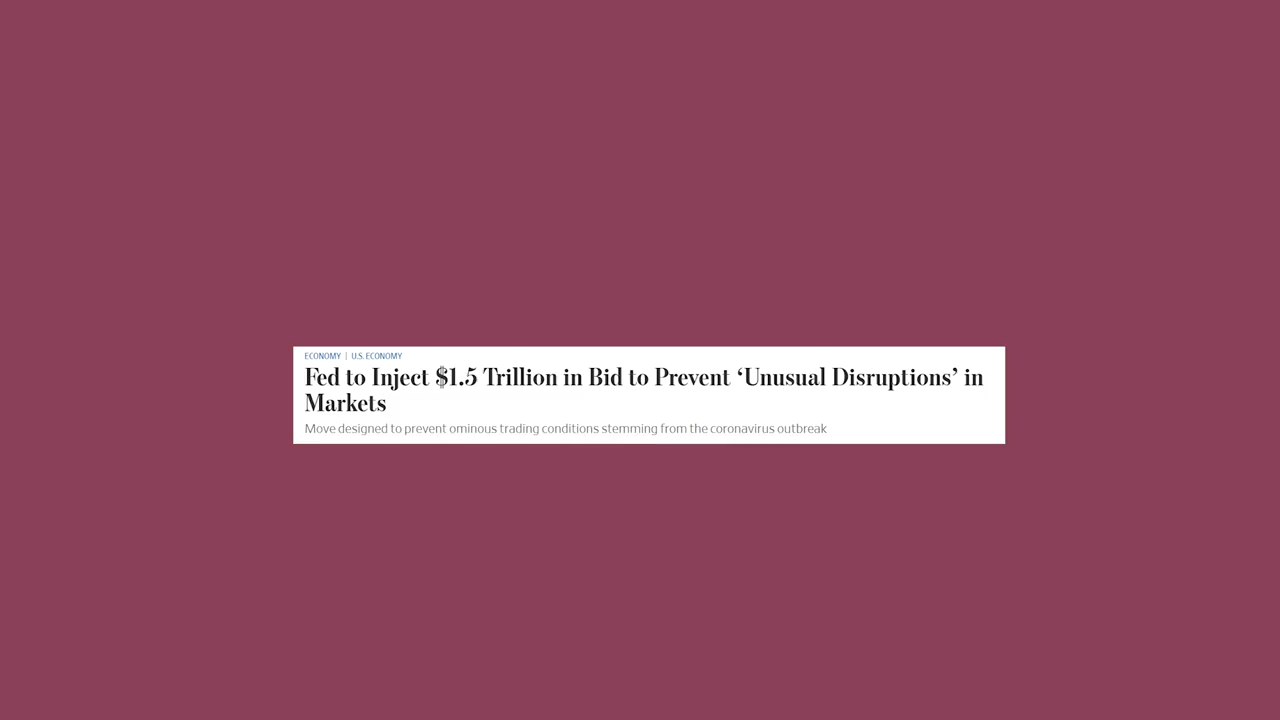 ECONOMY | U.S. ECONOMY
Fed to Inject $1.5 Trillion in Bid to Prevent ‘Unusual Disruptions’ in
Markets
Move designed to prevent ominous trading conditions stemming from the coronavirus outbreak